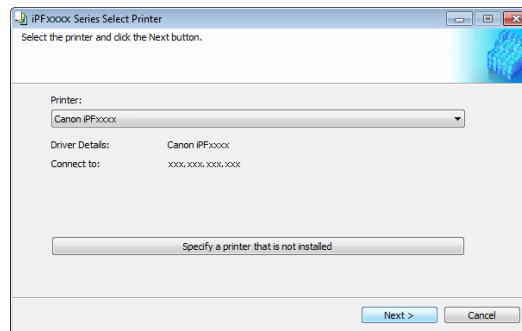 iPFxxxx Series Select Printer
Select the printer and click the Next button.
Printer:
Canon iPFxxxx
Driver Details: Canon iPFxxxx
Connect to: xxx.xxx.xxx.xxx
Specify a printer that is not installed
Next > Cancel